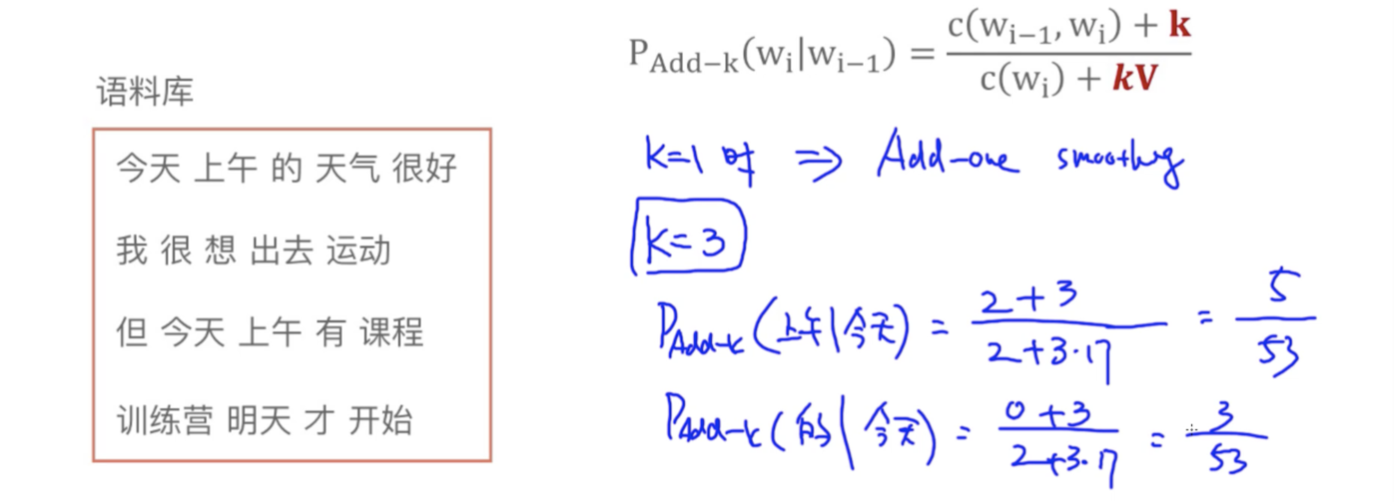 语料库
今天 上午 的 天气 很好
我 很 想 出去 运动
但 今天 上午 有 课程
训练营 明天 才 开始
P_Add−k(w_i|w_i−1) = (c(w_i−1, w_i) + k) / (c(w_i) + kV)
k=1 时 ⇒ Add-one smoothing
k=3
P_Add-k(上午|今天) = (2+3) / (2+3·17) = 5/53
P_Add-k(的|今天) = (0+3) / (2+3·17) = 3/53